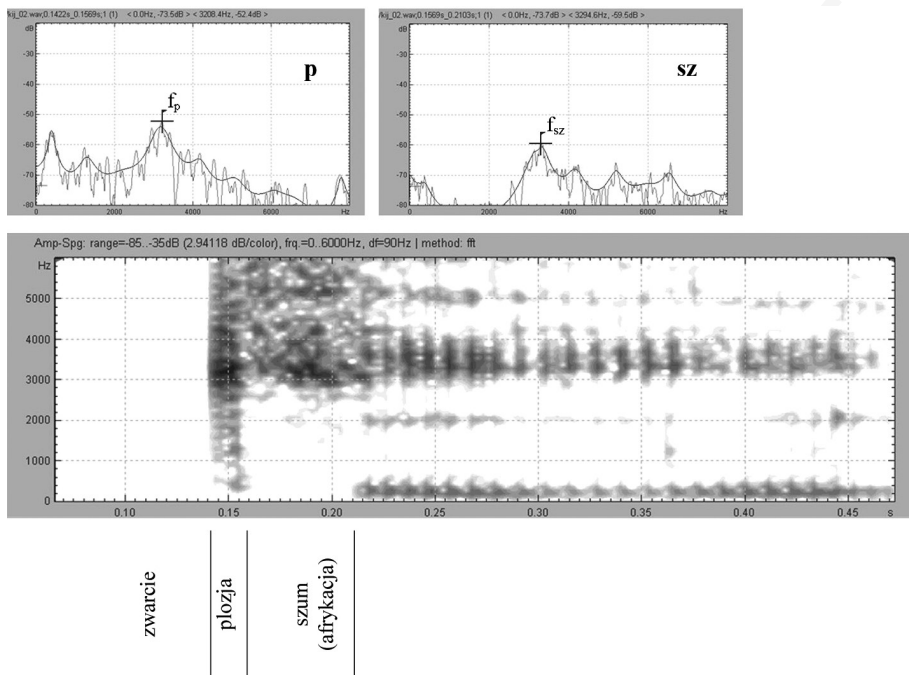 /kij_02.wav;0.1422s_0.1569s;1 (1) < 0.0Hz, -73.5dB > < 3208.4Hz, -52.4dB >
dB
-30
-40
-50
-60
-70
-80
0 2000 4000 6000 Hz
p
fp
/kij_02.wav;0.1569s_0.2103s;1 (1) < 0.0Hz, -73.7dB > < 3294.6Hz, -59.5dB >
dB
-30
-40
-50
-60
-70
-80
0 2000 4000 6000 Hz
sz
fsz
Amp-Spg: range=-85..-35dB (2.94118 dB/color), frq.=0..6000Hz, df=90Hz | method: fft
Hz
5000
4000
3000
2000
1000
0
0.10 0.15 0.20 0.25 0.30 0.35 0.40 0.45 s
zwarcie
plozja
szum
(afrykacja)